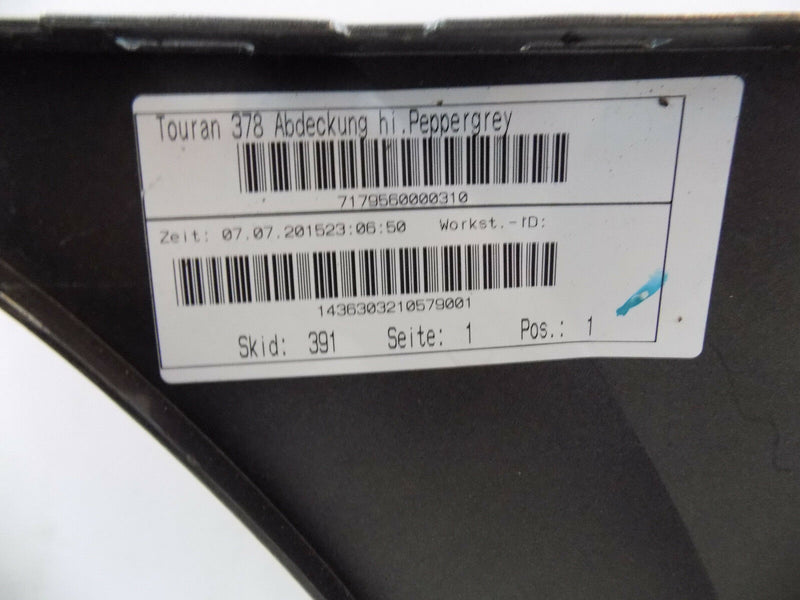 Touran 378 Abdeckung hi.Peppergrey
7179560000310
Zeit: 07.07.201523:06:50 Workst.-ID:
1436303210579001
Skid: 391 Seite: 1 Pos.: 1